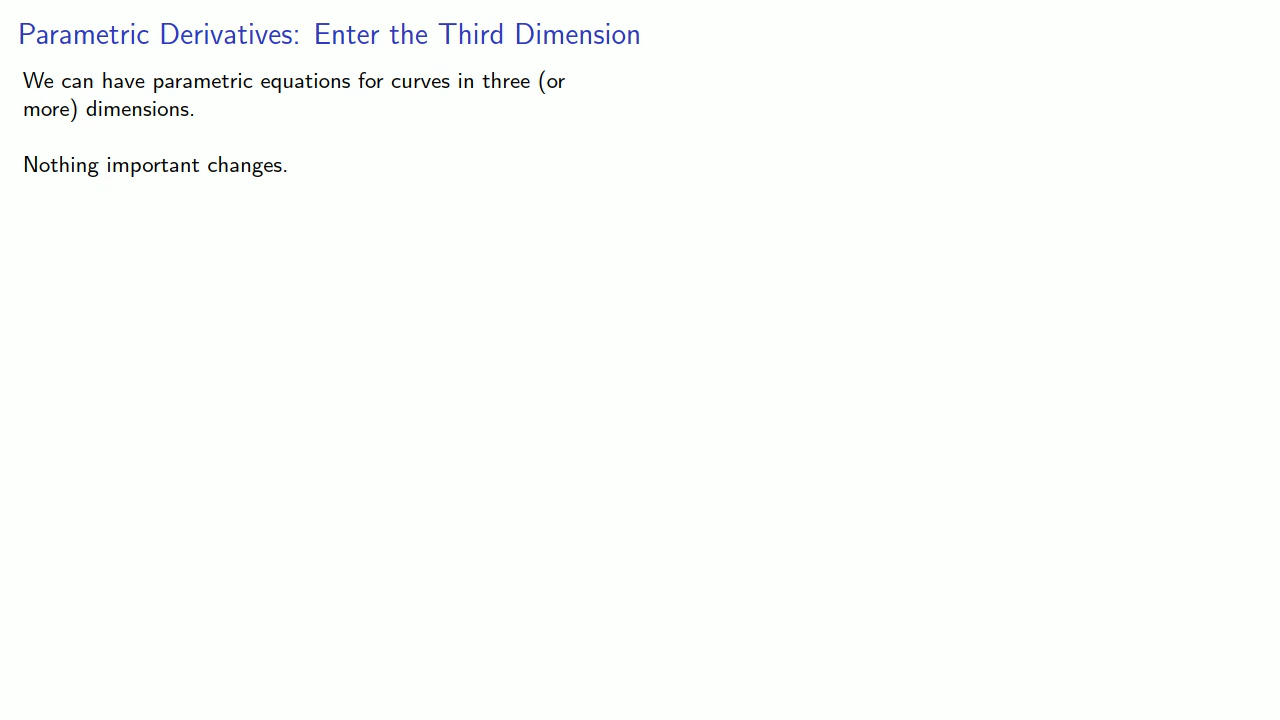 Parametric Derivatives: Enter the Third Dimension
We can have parametric equations for curves in three (or
more) dimensions.
Nothing important changes.